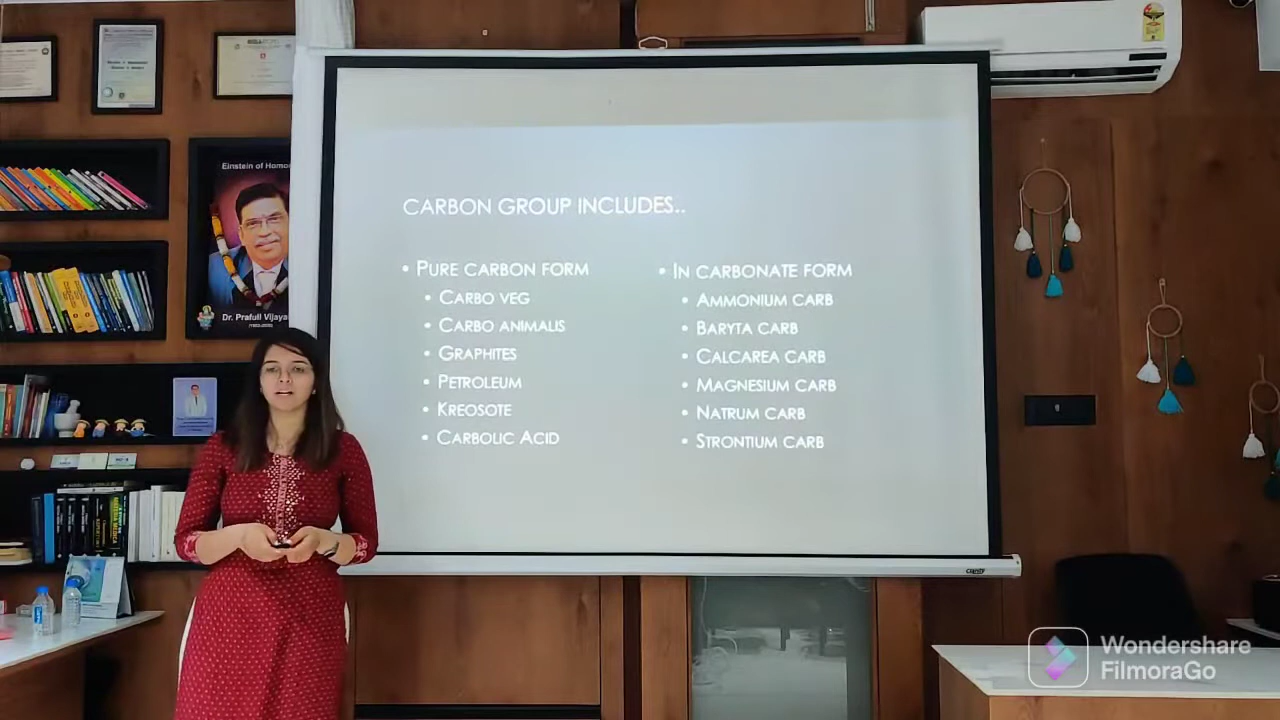 Einstein of Homo
Dr. Prafull Vijaya
CARBON GROUP INCLUDES..
• PURE CARBON FORM
• CARBO VEG
• CARBO ANIMALIS
• GRAPHITES
• PETROLEUM
• KREOSOTE
• CARBOLIC ACID
• IN CARBONATE FORM
• AMMONIUM CARB
• BARYTA CARB
• CALCAREA CARB
• MAGNESIUM CARB
• NATRUM CARB
• STRONTIUM CARB
Wondershare
FilmoraGo